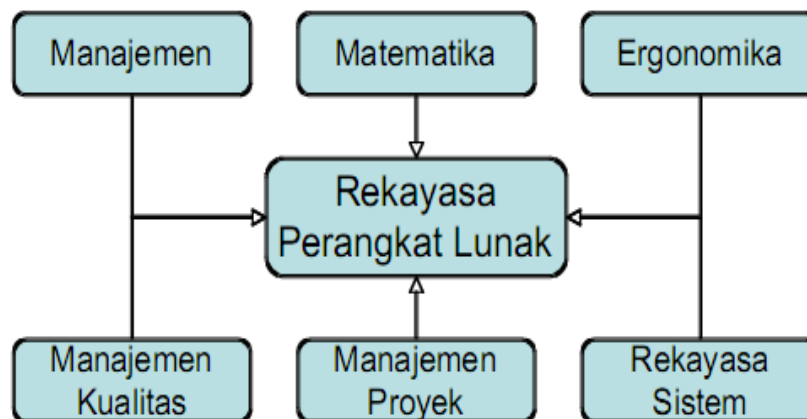 Manajemen
Matematika
Ergonomika
Rekayasa
Perangkat Lunak
Manajemen
Kualitas
Manajemen
Proyek
Rekayasa
Sistem